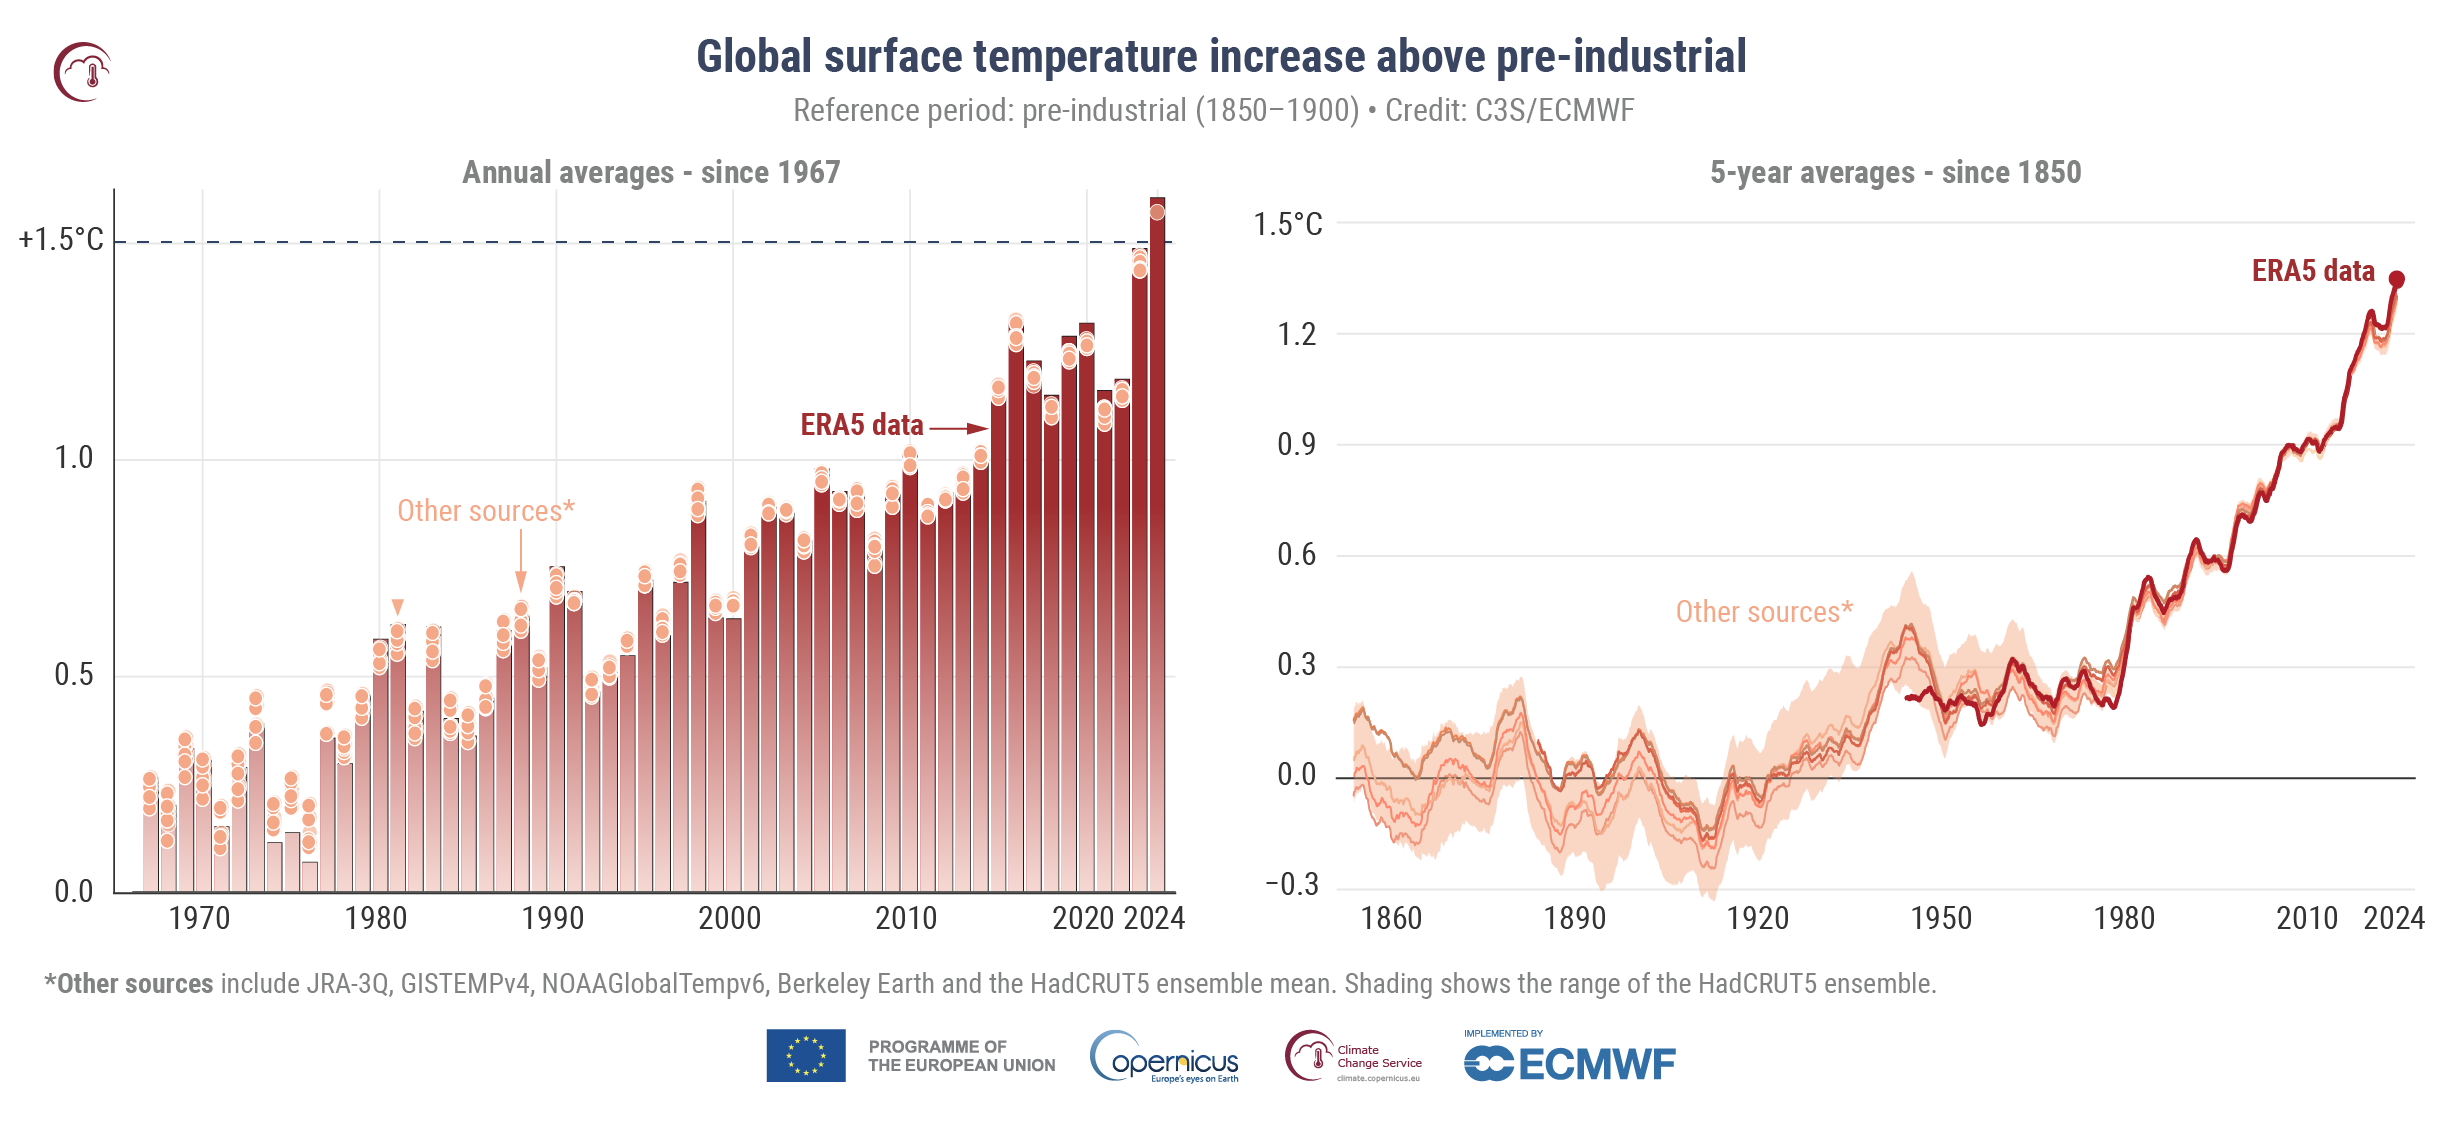 Global surface temperature increase above pre-industrial
Reference period: pre-industrial (1850–1900) • Credit: C3S/ECMWF
Annual averages - since 1967
+1.5°C
1.0
0.5
0.0
ERA5 data
Other sources*
1970 1980 1990 2000 2010 2020 2024
5-year averages - since 1850
1.5°C
1.2
0.9
0.6
0.3
0.0
−0.3
ERA5 data
Other sources*
1860 1890 1920 1950 1980 2010 2024
*Other sources include JRA-3Q, GISTEMPv4, NOAAGlobalTempv6, Berkeley Earth and the HadCRUT5 ensemble mean. Shading shows the range of the HadCRUT5 ensemble.
PROGRAMME OF
THE EUROPEAN UNION
opernicus
Europe's eyes on Earth
Climate
Change Service
climate.copernicus.eu
IMPLEMENTED BY
ECMWF